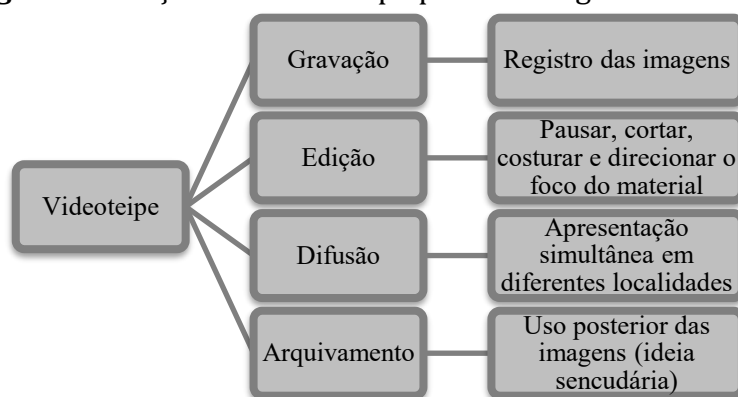 Gravação
Registro das imagens
Edição
Pausar, cortar,
costurar e direcionar o
foco do material
Videoteipe
Difusão
Apresentação
simultânea em
diferentes localidades
Arquivamento
Uso posterior das
imagens (ideia
sencudária)